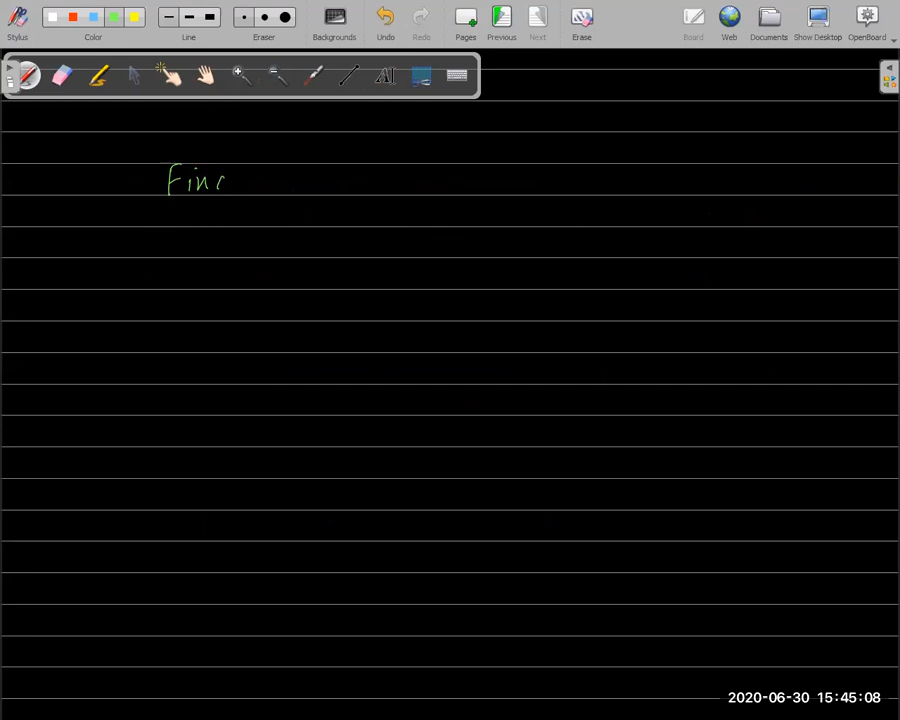 Stylus
Color
Line
Eraser
Backgrounds
Undo
Redo
Pages
Previous
Next
Erase
Board
Web
Documents
Show Desktop
OpenBoard
AI
Finc
2020-06-30 15:45:08